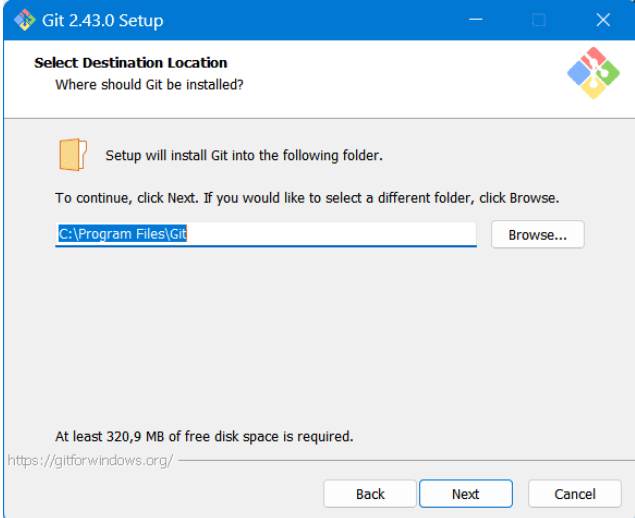 Git 2.43.0 Setup
Select Destination Location
Where should Git be installed?
Setup will install Git into the following folder.
To continue, click Next. If you would like to select a different folder, click Browse.
C:\Program Files\Git
Browse...
At least 320,9 MB of free disk space is required.
https://gitforwindows.org/
Back
Next
Cancel